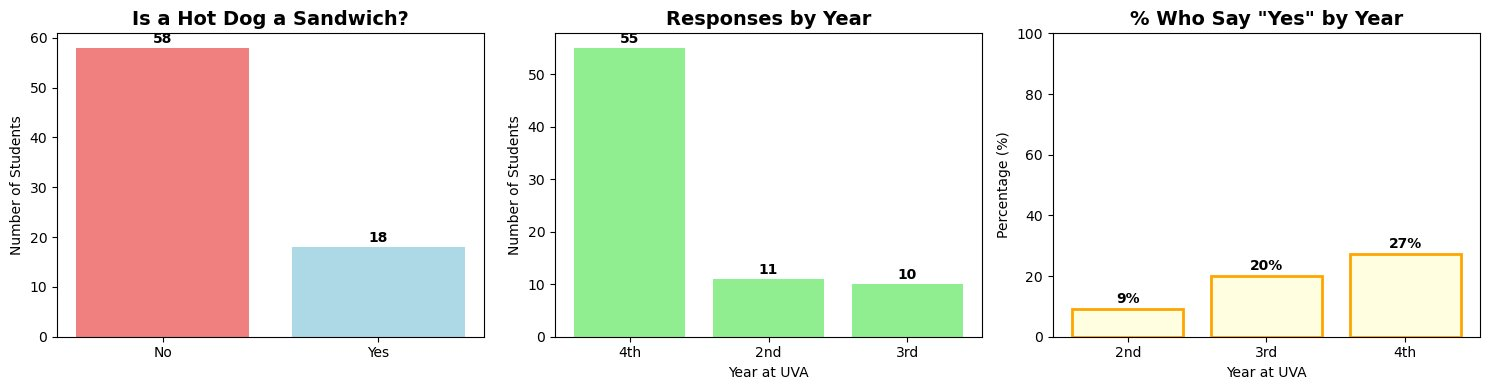 Is a Hot Dog a Sandwich?
Number of Students
60
50
40
30
20
10
0
58
18
No
Yes
Responses by Year
Number of Students
50
40
30
20
10
0
55
11
10
4th
2nd
3rd
Year at UVA
% Who Say "Yes" by Year
Percentage (%)
100
80
60
40
20
0
9%
20%
27%
2nd
3rd
4th
Year at UVA